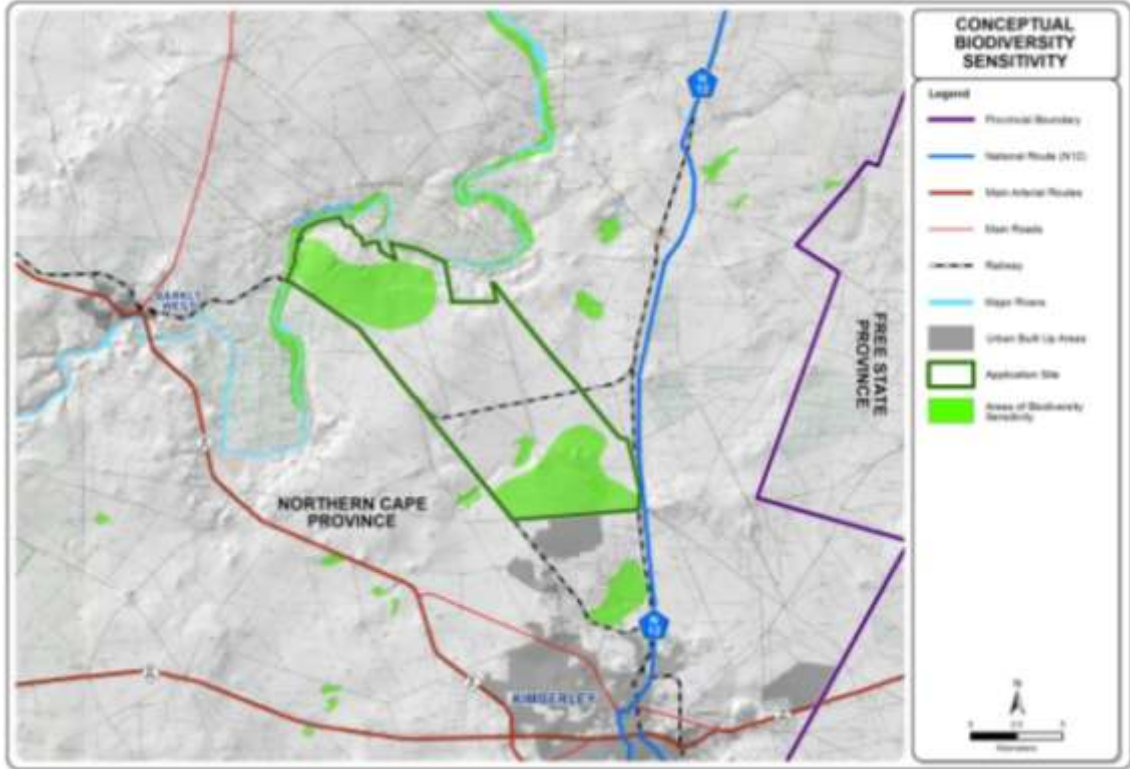 CONCEPTUAL
BIODIVERSITY
SENSITIVITY
Legend
Provincial Boundary
National Route (N12)
Main Arterial Routes
Main Roads
Railway
Major Rivers
Urban Built Up Areas
Application Site
Areas of Biodiversity
Sensitivity
N
12
BARKLY
WEST
FREE STATE
PROVINCE
NORTHERN CAPE
PROVINCE
N
12
KIMBERLEY
N
Kilometers